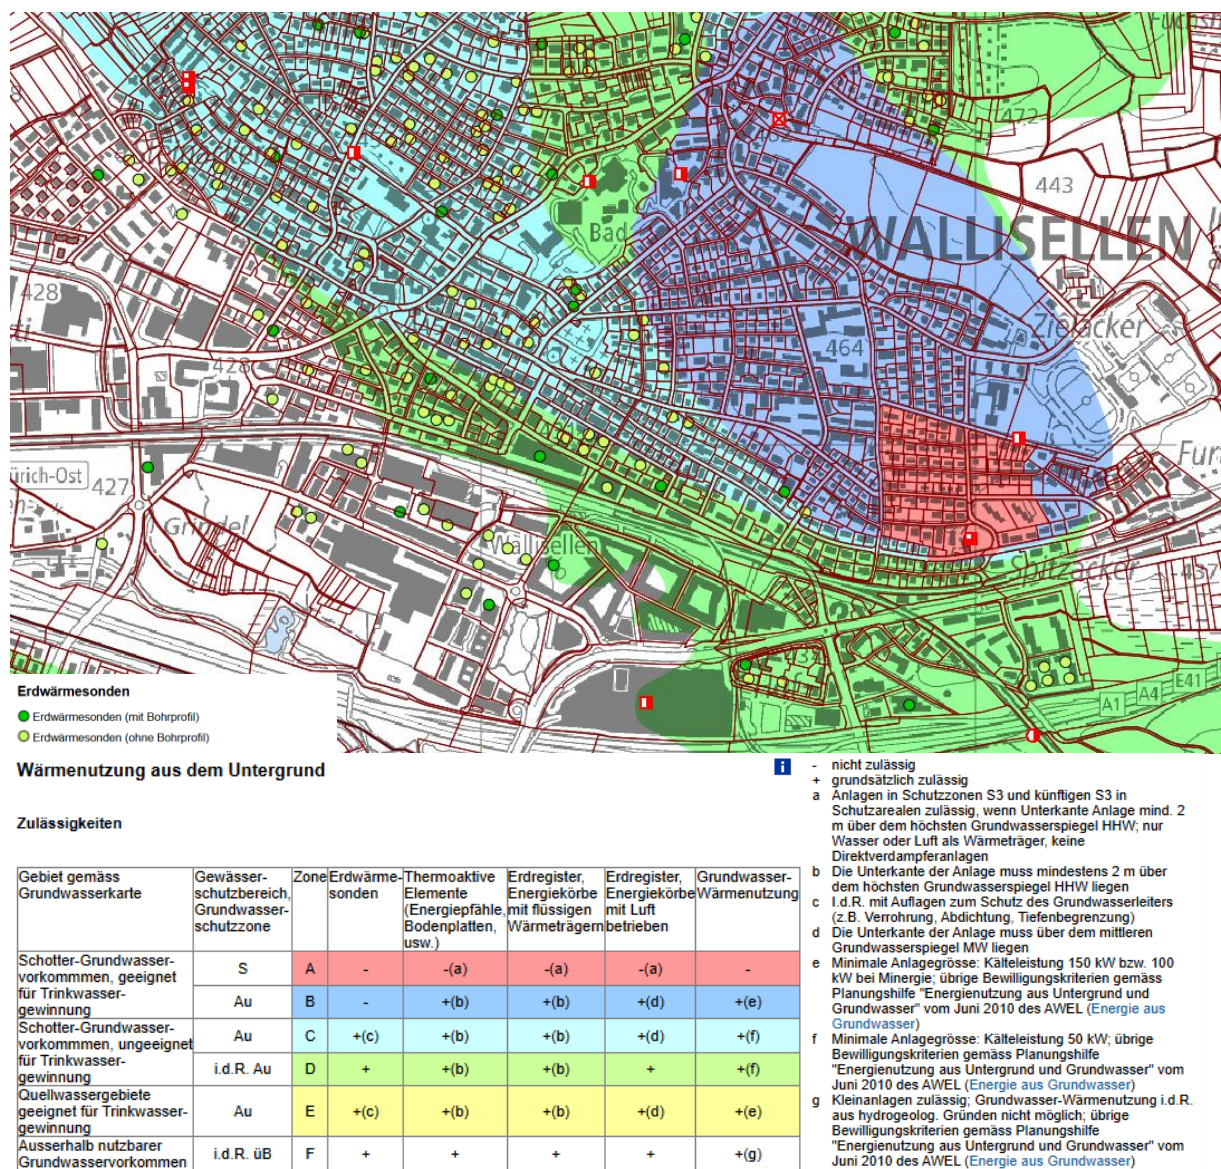 472
443
WALLISELLEN
Bad
428
Zieläcker
464
428
ürich-Ost
427
Grindel
Wallisellen
Spitzäcker
437
A1
A4
E41
Erdwärmesonden
Erdwärmesonden (mit Bohrprofil)
Erdwärmesonden (ohne Bohrprofil)
Wärmenutzung aus dem Untergrund
i
Zulässigkeiten
Gebiet gemäss Grundwasserkarte
Gewässer-schutzbereich, Grundwasser-schutzzone
Zone
Erdwärme-sonden
Thermoaktive Elemente (Energiepfähle, Bodenplatten, usw.)
Erdregister, Energiekörbe mit flüssigen Wärmeträgern
Erdregister, Energiekörbe mit Luft betrieben
Grundwasser-Wärmenutzung
Schotter-Grundwasser-vorkommmen, geeignet für Trinkwasser-gewinnung
S A - -(a) -(a) -(a) -
Au B - +(b) +(b) +(d) +(e)
Schotter-Grundwasser-vorkommmen, ungeeignet für Trinkwasser-gewinnung
Au C +(c) +(b) +(b) +(d) +(f)
i.d.R. Au D + +(b) +(b) + +(f)
Quellwassergebiete geeignet für Trinkwasser-gewinnung
Au E +(c) +(b) +(b) +(d) +(e)
Ausserhalb nutzbarer Grundwasservorkommen
i.d.R. üB F + + + + +(g)
- nicht zulässig
+ grundsätzlich zulässig
a Anlagen in Schutzzonen S3 und künftigen S3 in
Schutzarealen zulässig, wenn Unterkante Anlage mind. 2
m über dem höchsten Grundwasserspiegel HHW; nur
Wasser oder Luft als Wärmeträger, keine
Direktverdampferanlagen
b Die Unterkante der Anlage muss mindestens 2 m über
dem höchsten Grundwasserspiegel HHW liegen
c I.d.R. mit Auflagen zum Schutz des Grundwasserleiters
(z.B. Verrohrung, Abdichtung, Tiefenbegrenzung)
d Die Unterkante der Anlage muss über dem mittleren
Grundwasserspiegel MW liegen
e Minimale Anlagegrösse: Kälteleistung 150 kW bzw. 100
kW bei Minergie; übrige Bewilligungskriterien gemäss
Planungshilfe "Energienutzung aus Untergrund und
Grundwasser" vom Juni 2010 des AWEL (Energie aus
Grundwasser)
f Minimale Anlagegrösse: Kälteleistung 50 kW; übrige
Bewilligungskriterien gemäss Planungshilfe
"Energienutzung aus Untergrund und Grundwasser" vom
Juni 2010 des AWEL (Energie aus Grundwasser)
g Kleinanlagen zulässig; Grundwasser-Wärmenutzung i.d.R.
aus hydrogeolog. Gründen nicht möglich; übrige
Bewilligungskriterien gemäss Planungshilfe
"Energienutzung aus Untergrund und Grundwasser" vom
Juni 2010 des AWEL (Energie aus Grundwasser)